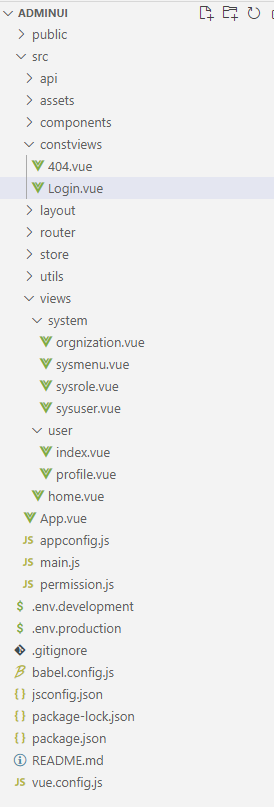 ADMINUI
public
src
api
assets
components
constviews
404.vue
Login.vue
layout
router
store
utils
views
system
orgnization.vue
sysmenu.vue
sysrole.vue
sysuser.vue
user
index.vue
profile.vue
home.vue
App.vue
JS appconfig.js
JS main.js
JS permission.js
$ .env.development
$ .env.production
.gitignore
babel.config.js
{} jsconfig.json
{} package-lock.json
{} package.json
README.md
JS vue.config.js